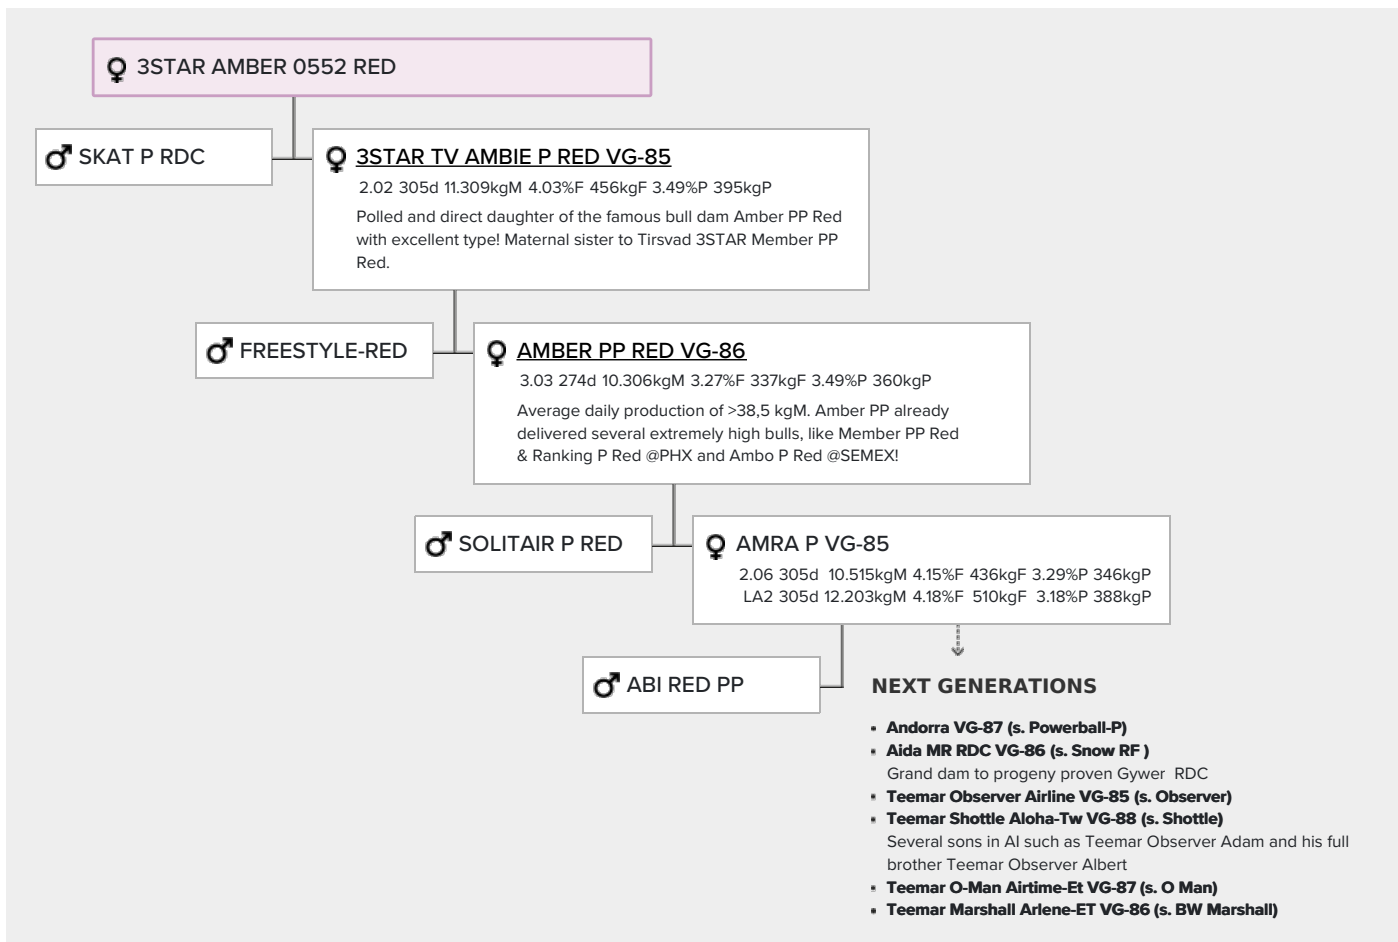 3STAR AMBER 0552 RED
SKAT P RDC
3STAR TV AMBIE P RED VG-85
2.02 305d 11.309kgM 4.03%F 456kgF 3.49%P 395kgP
Polled and direct daughter of the famous bull dam Amber PP Red
with excellent type! Maternal sister to Tirsvad 3STAR Member PP
Red.
FREESTYLE-RED
AMBER PP RED VG-86
3.03 274d 10.306kgM 3.27%F 337kgF 3.49%P 360kgP
Average daily production of >38,5 kgM. Amber PP already
delivered several extremely high bulls, like Member PP Red
& Ranking P Red @PHX and Ambo P Red @SEMEX!
SOLITAIR P RED
AMRA P VG-85
2.06 305d 10.515kgM 4.15%F 436kgF 3.29%P 346kgP
LA2 305d 12.203kgM 4.18%F 510kgF 3.18%P 388kgP
ABI RED PP
NEXT GENERATIONS
▪ Andorra VG-87 (s. Powerball-P)
▪ Aida MR RDC VG-86 (s. Snow RF )
Grand dam to progeny proven Gywer RDC
▪ Teemar Observer Airline VG-85 (s. Observer)
▪ Teemar Shottle Aloha-Tw VG-88 (s. Shottle)
Several sons in AI such as Teemar Observer Adam and his full
brother Teemar Observer Albert
▪ Teemar O-Man Airtime-Et VG-87 (s. O Man)
▪ Teemar Marshall Arlene-ET VG-86 (s. BW Marshall)